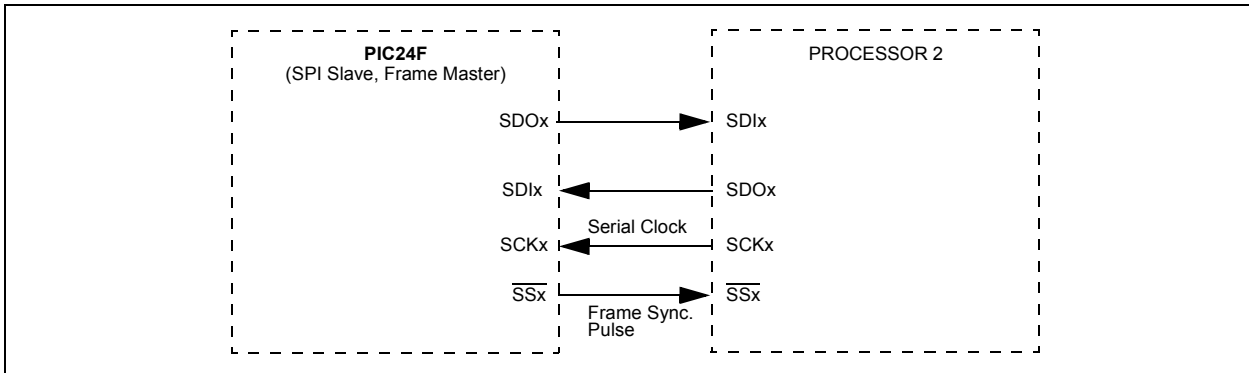 PIC24F
(SPI Slave, Frame Master)
PROCESSOR 2
SDOx
SDIx
SDIx
SDOx
Serial Clock
SCKx
SCKx
SSx
SSx
Frame Sync.
Pulse